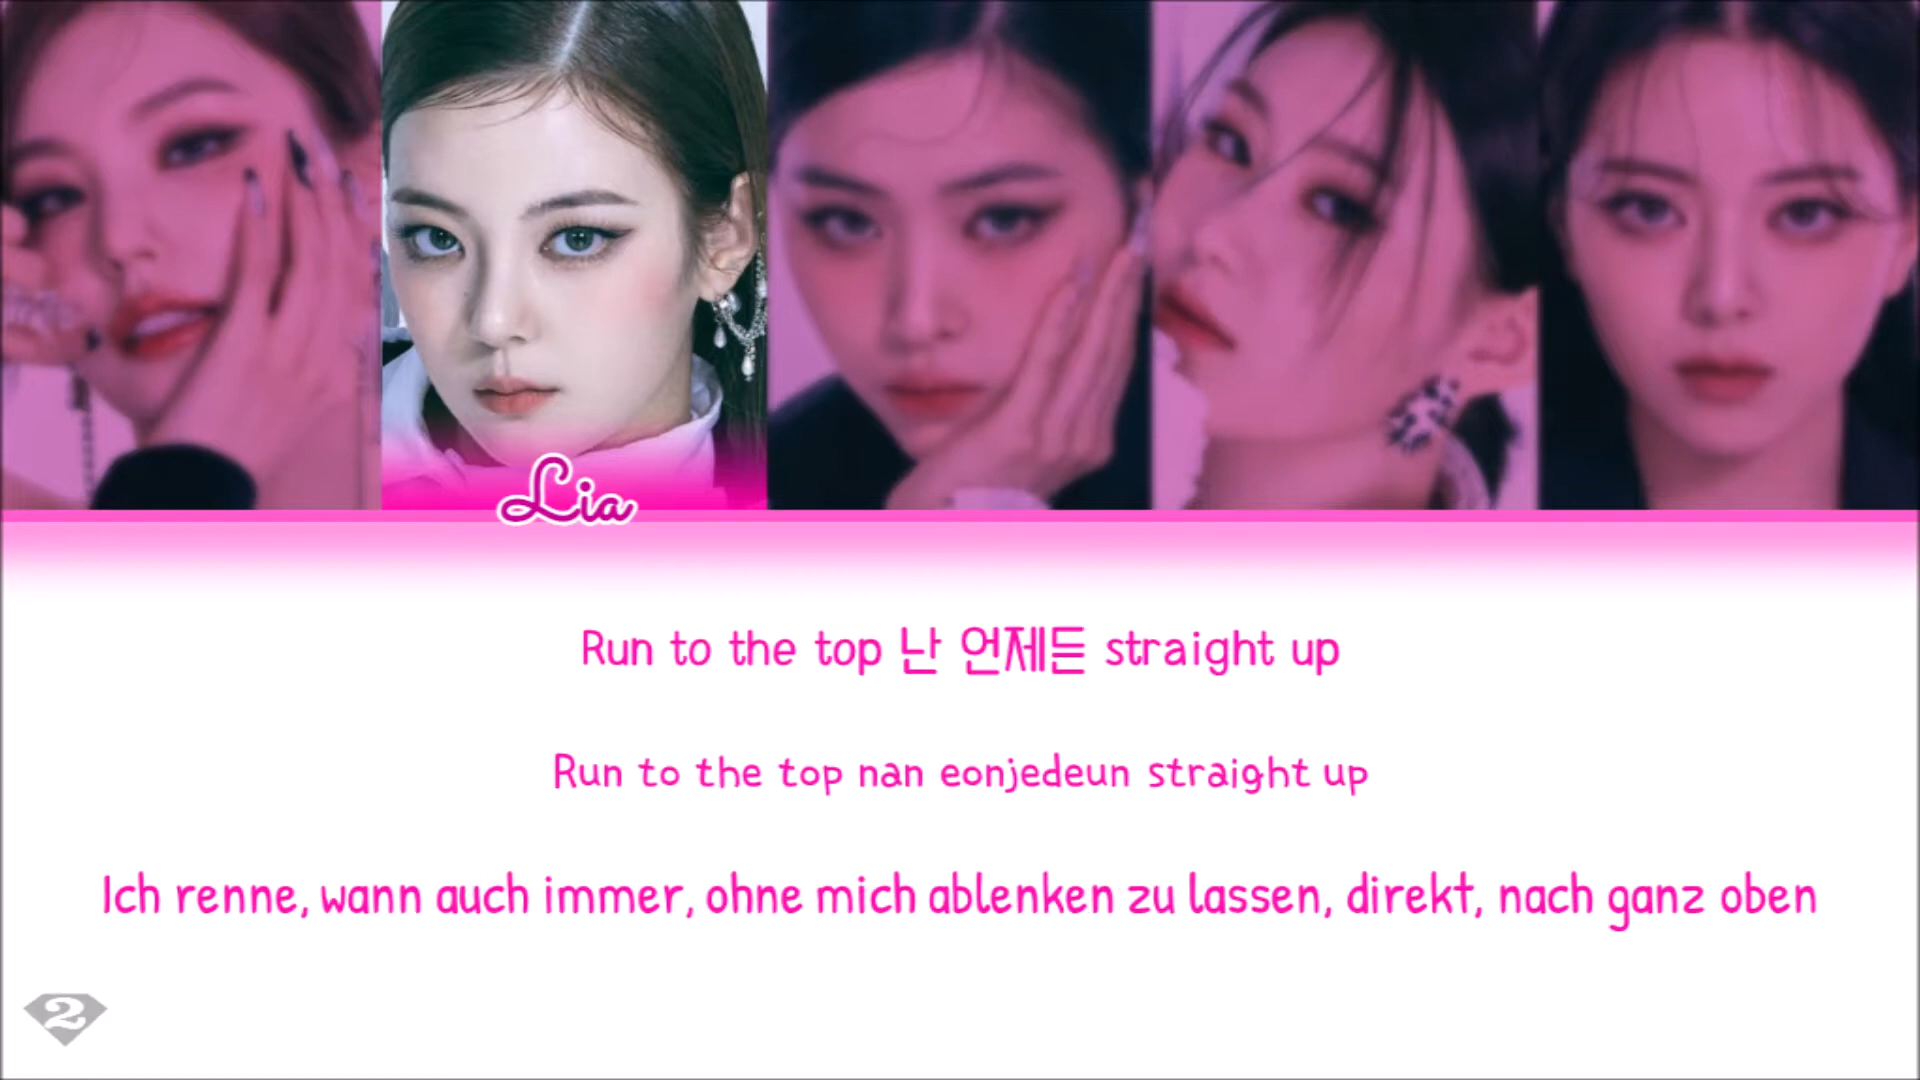 Lia
Run to the top 난 언제든 straight up
Run to the top nan eonjedeun straight up
Ich renne, wann auch immer, ohne mich ablenken zu lassen, direkt, nach ganz oben
2